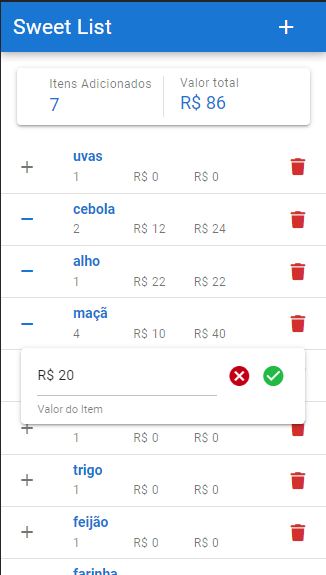 Sweet List +
Itens Adicionados Valor total
7 R$ 86
uvas
1 R$ 0 R$ 0
cebola
2 R$ 12 R$ 24
alho
1 R$ 22 R$ 22
maçã
4 R$ 10 R$ 40
R$ 20
Valor do Item
1 R$ 0 R$ 0
trigo
1 R$ 0 R$ 0
feijão
1 R$ 0 R$ 0
farinha